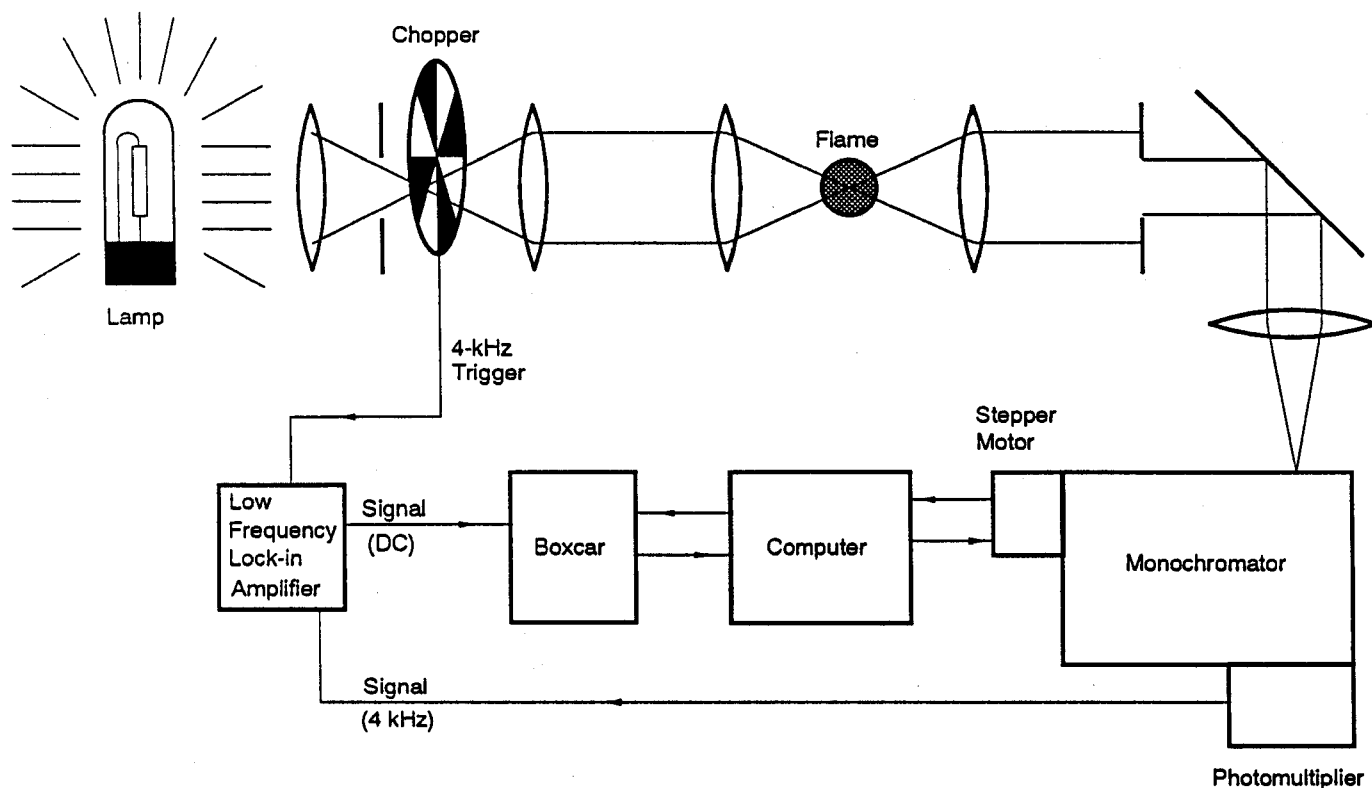 Chopper
Flame
Lamp
4-kHz
Trigger
Stepper
Motor
Low
Frequency
Lock-in
Amplifier
Signal
(DC)
Boxcar
Computer
Monochromator
Signal
(4 kHz)
Photomultiplier